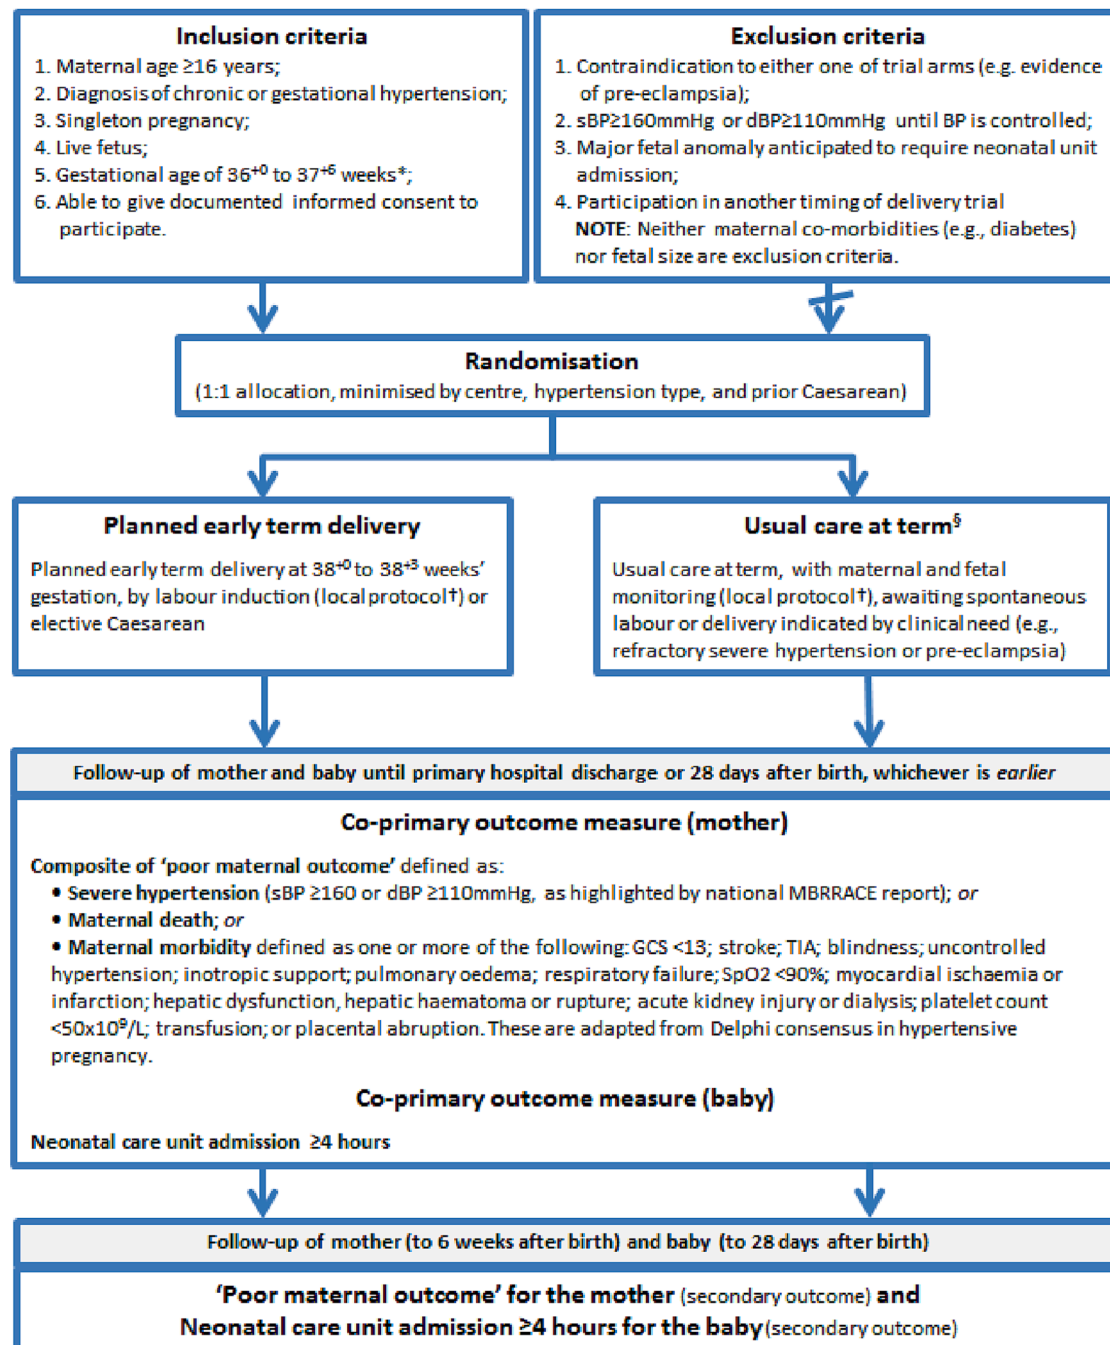 Inclusion criteria
1. Maternal age ≥16 years;
2. Diagnosis of chronic or gestational hypertension;
3. Singleton pregnancy;
4. Live fetus;
5. Gestational age of 36⁺⁰ to 37⁺⁶ weeks*;
6. Able to give documented informed consent to
participate.
Exclusion criteria
1. Contraindication to either one of trial arms (e.g. evidence
of pre-eclampsia);
2. sBP≥160mmHg or dBP≥110mmHg until BP is controlled;
3. Major fetal anomaly anticipated to require neonatal unit
admission;
4. Participation in another timing of delivery trial
NOTE: Neither maternal co-morbidities (e.g., diabetes)
nor fetal size are exclusion criteria.
Randomisation
(1:1 allocation, minimised by centre, hypertension type, and prior Caesarean)
Planned early term delivery
Planned early term delivery at 38⁺⁰ to 38⁺³ weeks’
gestation, by labour induction (local protocol†) or
elective Caesarean
Usual care at term§
Usual care at term, with maternal and fetal
monitoring (local protocol†), awaiting spontaneous
labour or delivery indicated by clinical need (e.g.,
refractory severe hypertension or pre-eclampsia)
Follow-up of mother and baby until primary hospital discharge or 28 days after birth, whichever is earlier
Co-primary outcome measure (mother)
Composite of ‘poor maternal outcome’ defined as:
• Severe hypertension (sBP ≥160 or dBP ≥110mmHg, as highlighted by national MBRRACE report); or
• Maternal death; or
• Maternal morbidity defined as one or more of the following: GCS <13; stroke; TIA; blindness; uncontrolled
hypertension; inotropic support; pulmonary oedema; respiratory failure; SpO2 <90%; myocardial ischaemia or
infarction; hepatic dysfunction, hepatic haematoma or rupture; acute kidney injury or dialysis; platelet count
<50x10⁹/L; transfusion; or placental abruption. These are adapted from Delphi consensus in hypertensive
pregnancy.
Co-primary outcome measure (baby)
Neonatal care unit admission ≥4 hours
Follow-up of mother (to 6 weeks after birth) and baby (to 28 days after birth)
‘Poor maternal outcome’ for the mother (secondary outcome) and
Neonatal care unit admission ≥4 hours for the baby (secondary outcome)